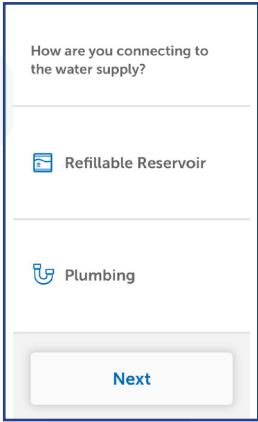 How are you connecting to
the water supply?
Refillable Reservoir
Plumbing
Next